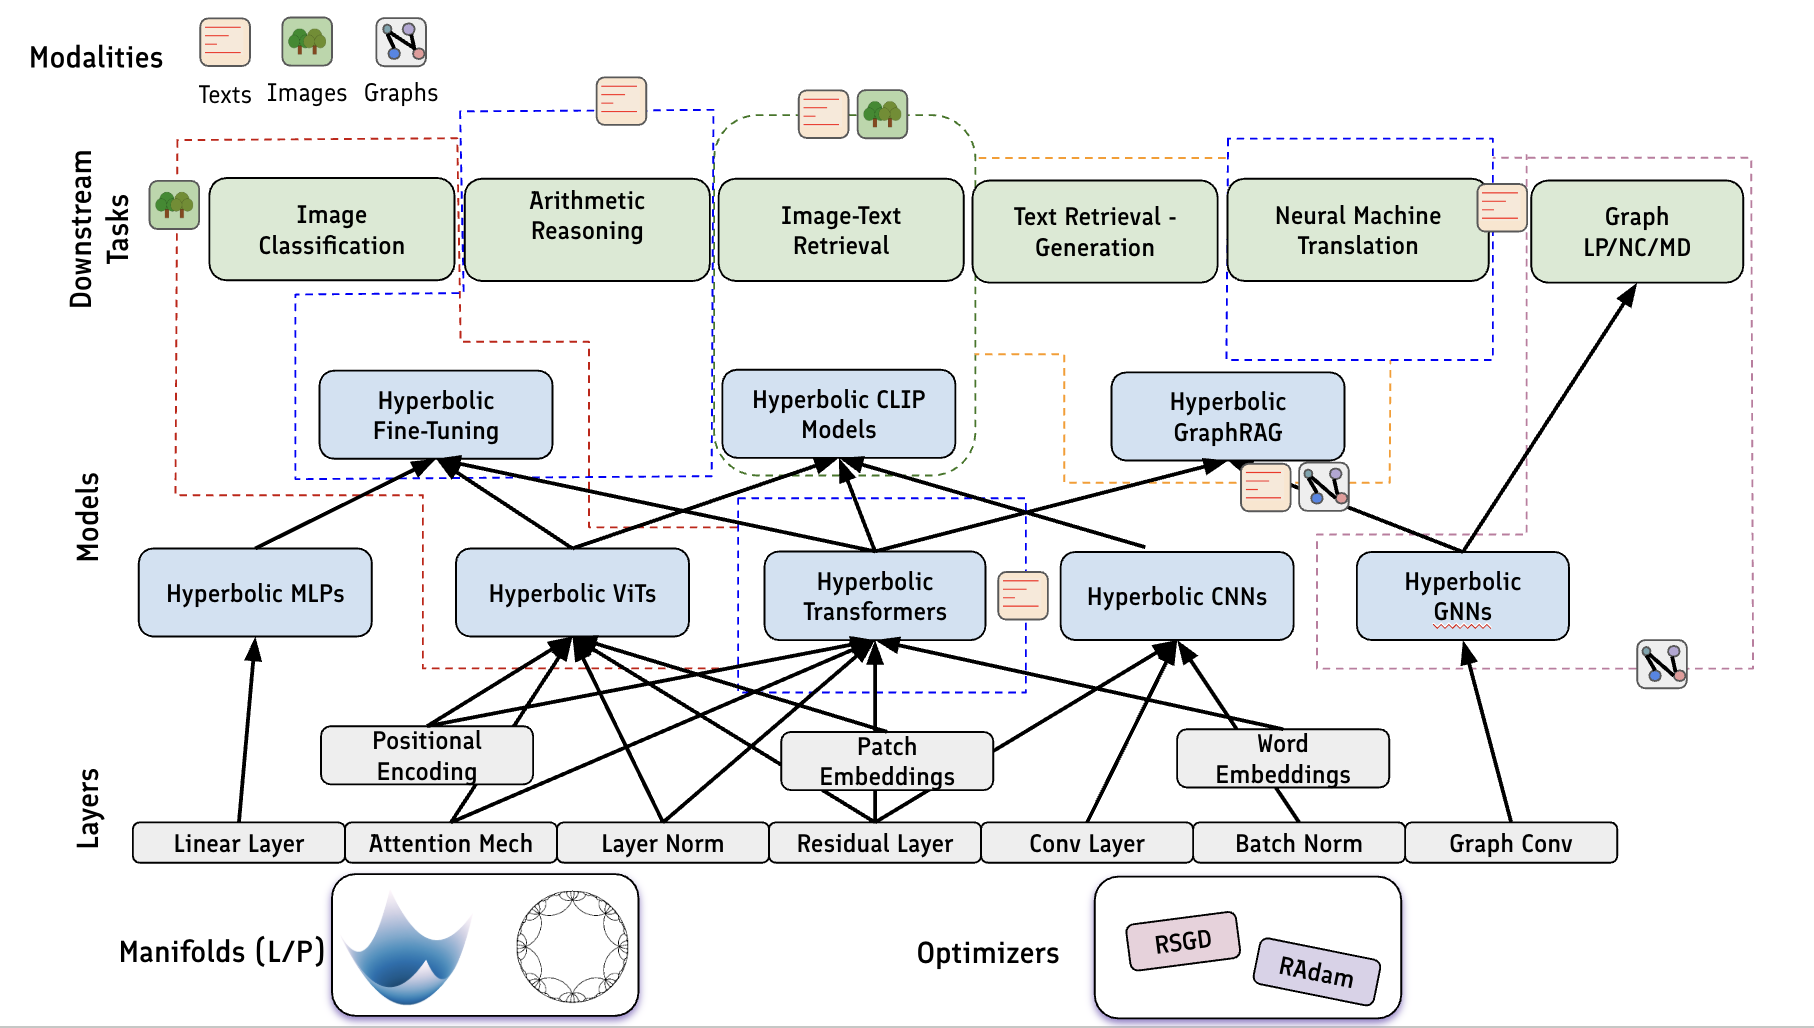 Modalities
Texts
Images
Graphs
Downstream
Tasks
Image
Classification
Arithmetic
Reasoning
Image-Text
Retrieval
Text Retrieval -
Generation
Neural Machine
Translation
Graph
LP/NC/MD
Models
Hyperbolic
Fine-Tuning
Hyperbolic CLIP
Models
Hyperbolic
GraphRAG
Hyperbolic MLPs
Hyperbolic ViTs
Hyperbolic
Transformers
Hyperbolic CNNs
Hyperbolic
GNNs
Layers
Positional
Encoding
Patch
Embeddings
Word
Embeddings
Linear Layer
Attention Mech
Layer Norm
Residual Layer
Conv Layer
Batch Norm
Graph Conv
Manifolds (L/P)
Optimizers
RSGD
RAdam